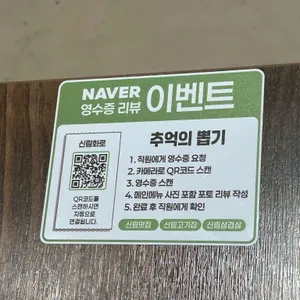 NAVER
영수증 리뷰 이벤트
신림화로
QR코드를
스캔하시면
자동으로
연결됩니다.
추억의 뽑기
1. 직원에게 영수증 요청
2. 카메라로 QR코드 스캔
3. 영수증 스캔
4. 메인메뉴 사진 포함 포토 리뷰 작성
5. 완료 후 직원에게 확인
신림맛집 신림고기집 신림삼겹살